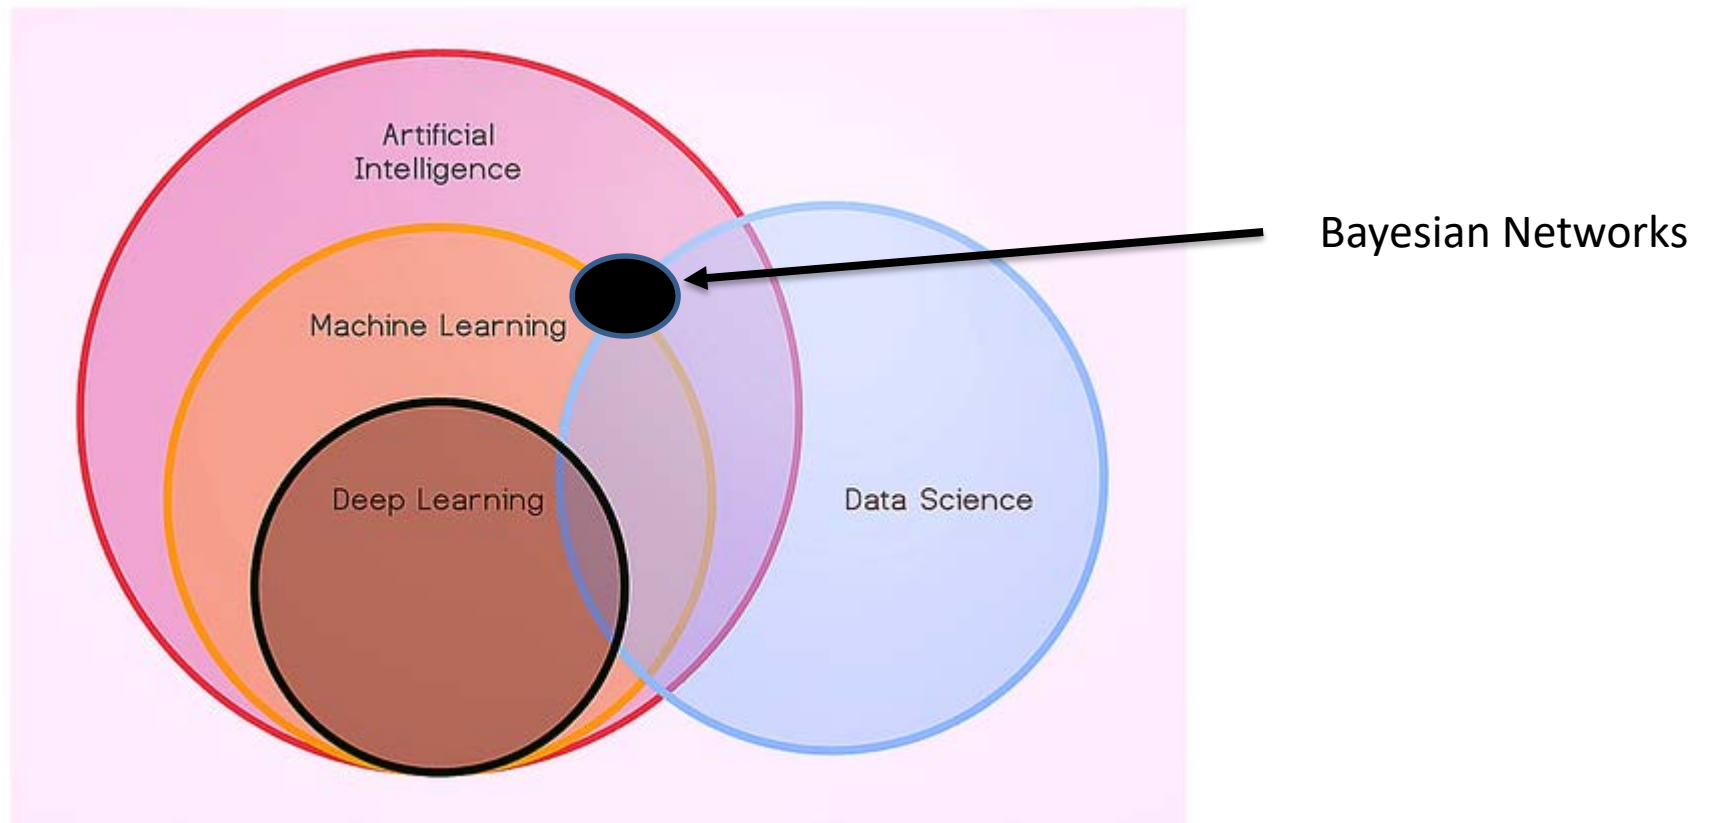 Artificial
Intelligence
Bayesian Networks
Machine Learning
Deep Learning
Data Science